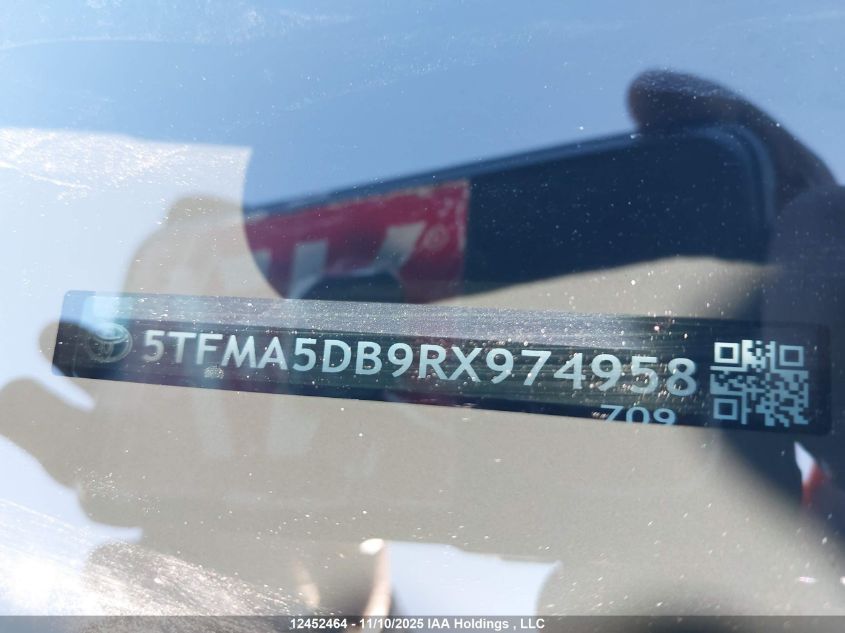 5TFMA5DB9RX974958
Z09
12452464 - 11/10/2025 IAA Holdings , LLC